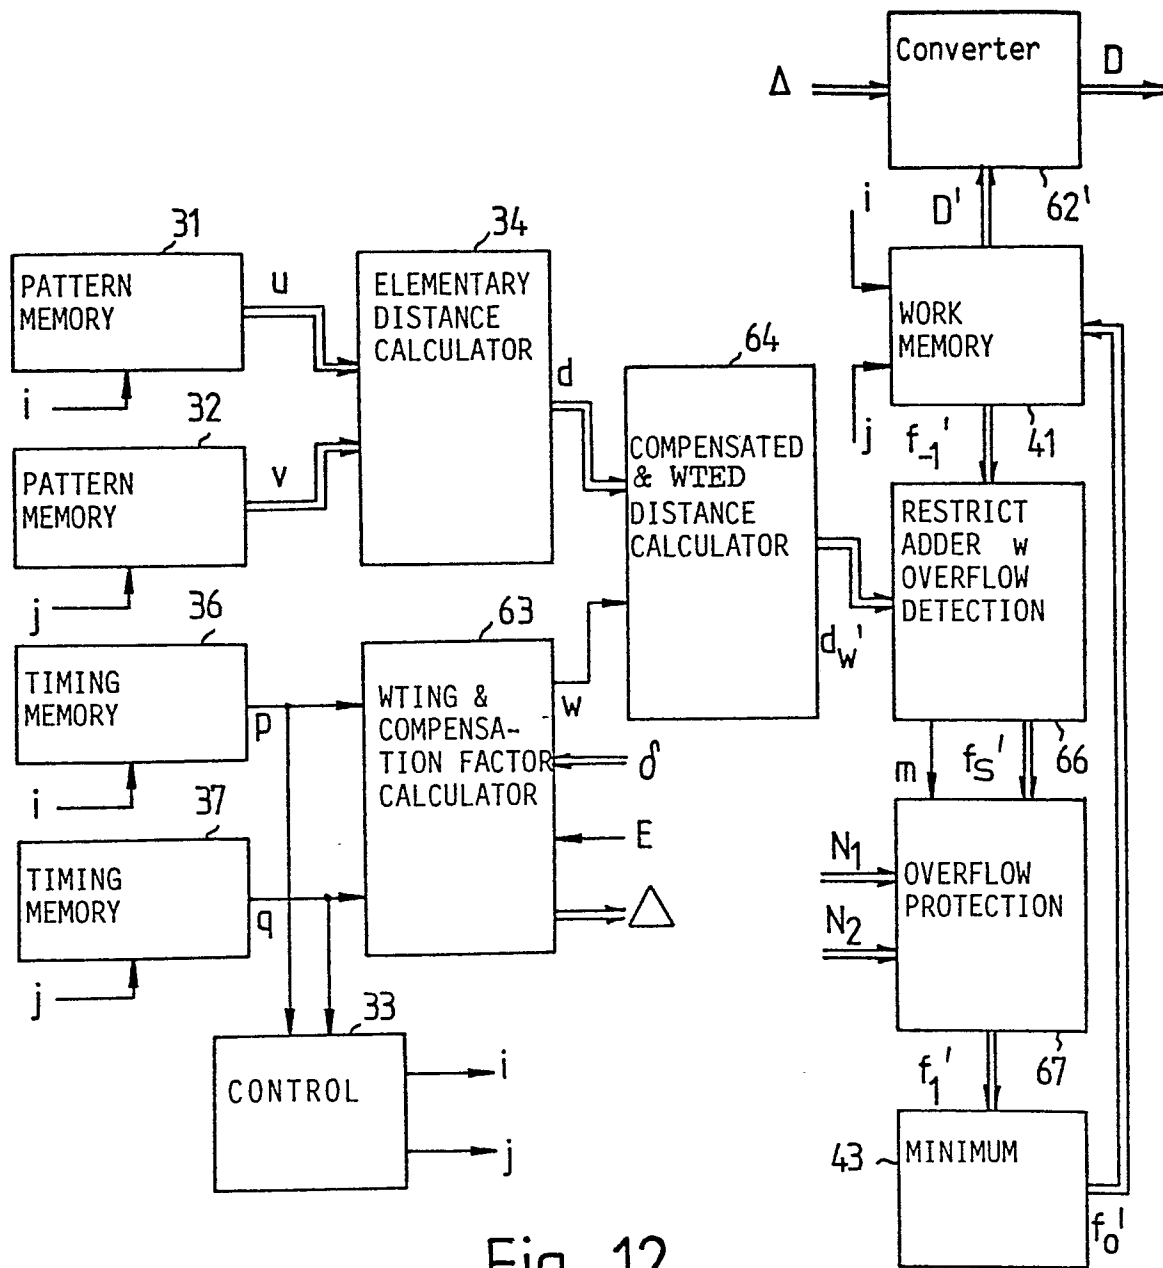 Converter
Δ
D
D'
62'
i
31
PATTERN
MEMORY
u
i
34
ELEMENTARY
DISTANCE
CALCULATOR
d
64
COMPENSATED
& WTED
DISTANCE
CALCULATOR
WORK
MEMORY
j
f-1'
41
32
PATTERN
MEMORY
v
j
RESTRICT
ADDER W
OVERFLOW
DETECTION
dw'
36
TIMING
MEMORY
p
i
63
WTING &
COMPENSA-
TION FACTOR
CALCULATOR
w
δ
E
△
m
fs'
66
37
TIMING
MEMORY
q
j
N1
N2
OVERFLOW
PROTECTION
33
CONTROL
i
j
f1'
67
43
MINIMUM
f0'
Fig. 12